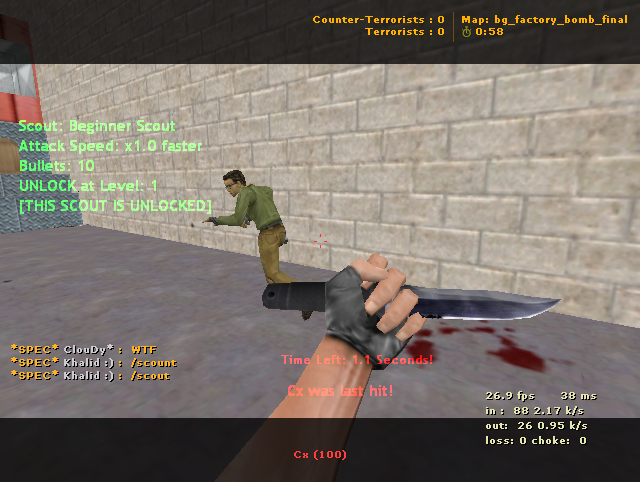 Counter-Terrorists : 0
Map: bg_factory_bomb_final
Terrorists : 0
0:58
Scout: Beginner Scout
Attack Speed: x1.0 faster
Bullets: 10
UNLOCK at Level: 1
[THIS SCOUT iS UNLOCKED]
*SPEC* ClouDy : WTF
*SPEC* Khalid :) : /scount
*SPEC* Khalid :) : /scout
Time Left: 1.1 Seconds!
Cx was last hit!
26.9 fps 38 ms
in : 88 2.17 k/s
out: 26 0.95 k/s
loss: 0 choke: 0
Cx (100)